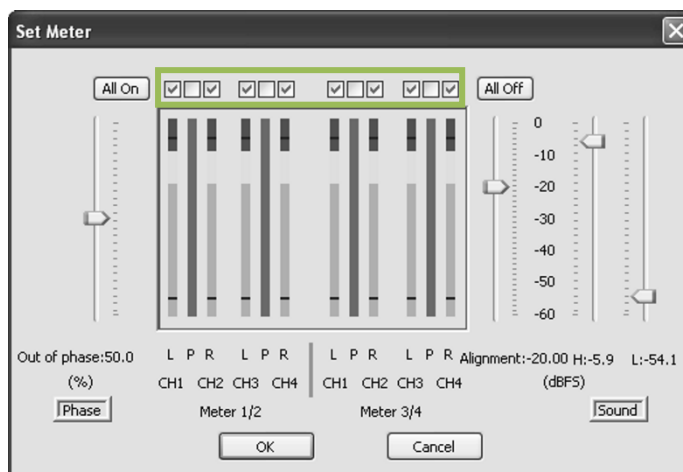 Set Meter
All On All Off
0
-10
-20
-30
-40
-50
-60
Out of phase:50.0 L P R L P R L P R L P R Alignment:-20.00 H:-5.9 L:-54.1
(%) CH1 CH2 CH3 CH4 CH1 CH2 CH3 CH4 (dBFS)
Phase Meter 1/2 Meter 3/4 Sound
OK Cancel